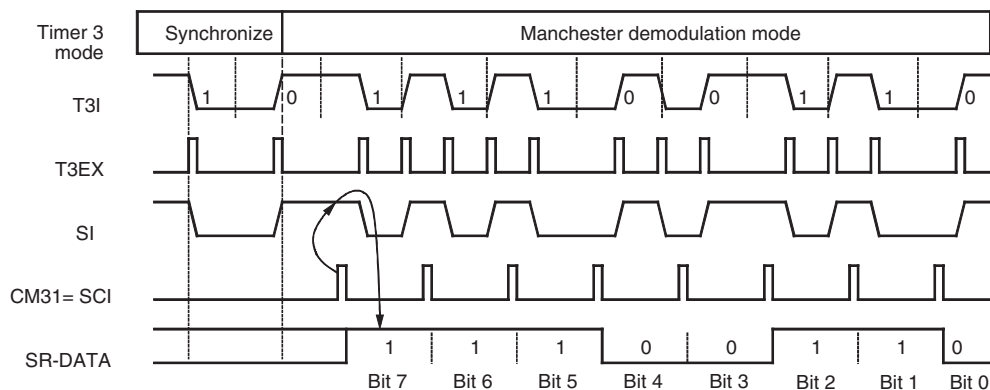 Timer 3 mode Synchronize Manchester demodulation mode
T3I 1 0 1 1 1 0 0 1 1 0
T3EX
SI
CM31= SCI
SR-DATA 1 1 1 0 0 1 1 0
Bit 7 Bit 6 Bit 5 Bit 4 Bit 3 Bit 2 Bit 1 Bit 0